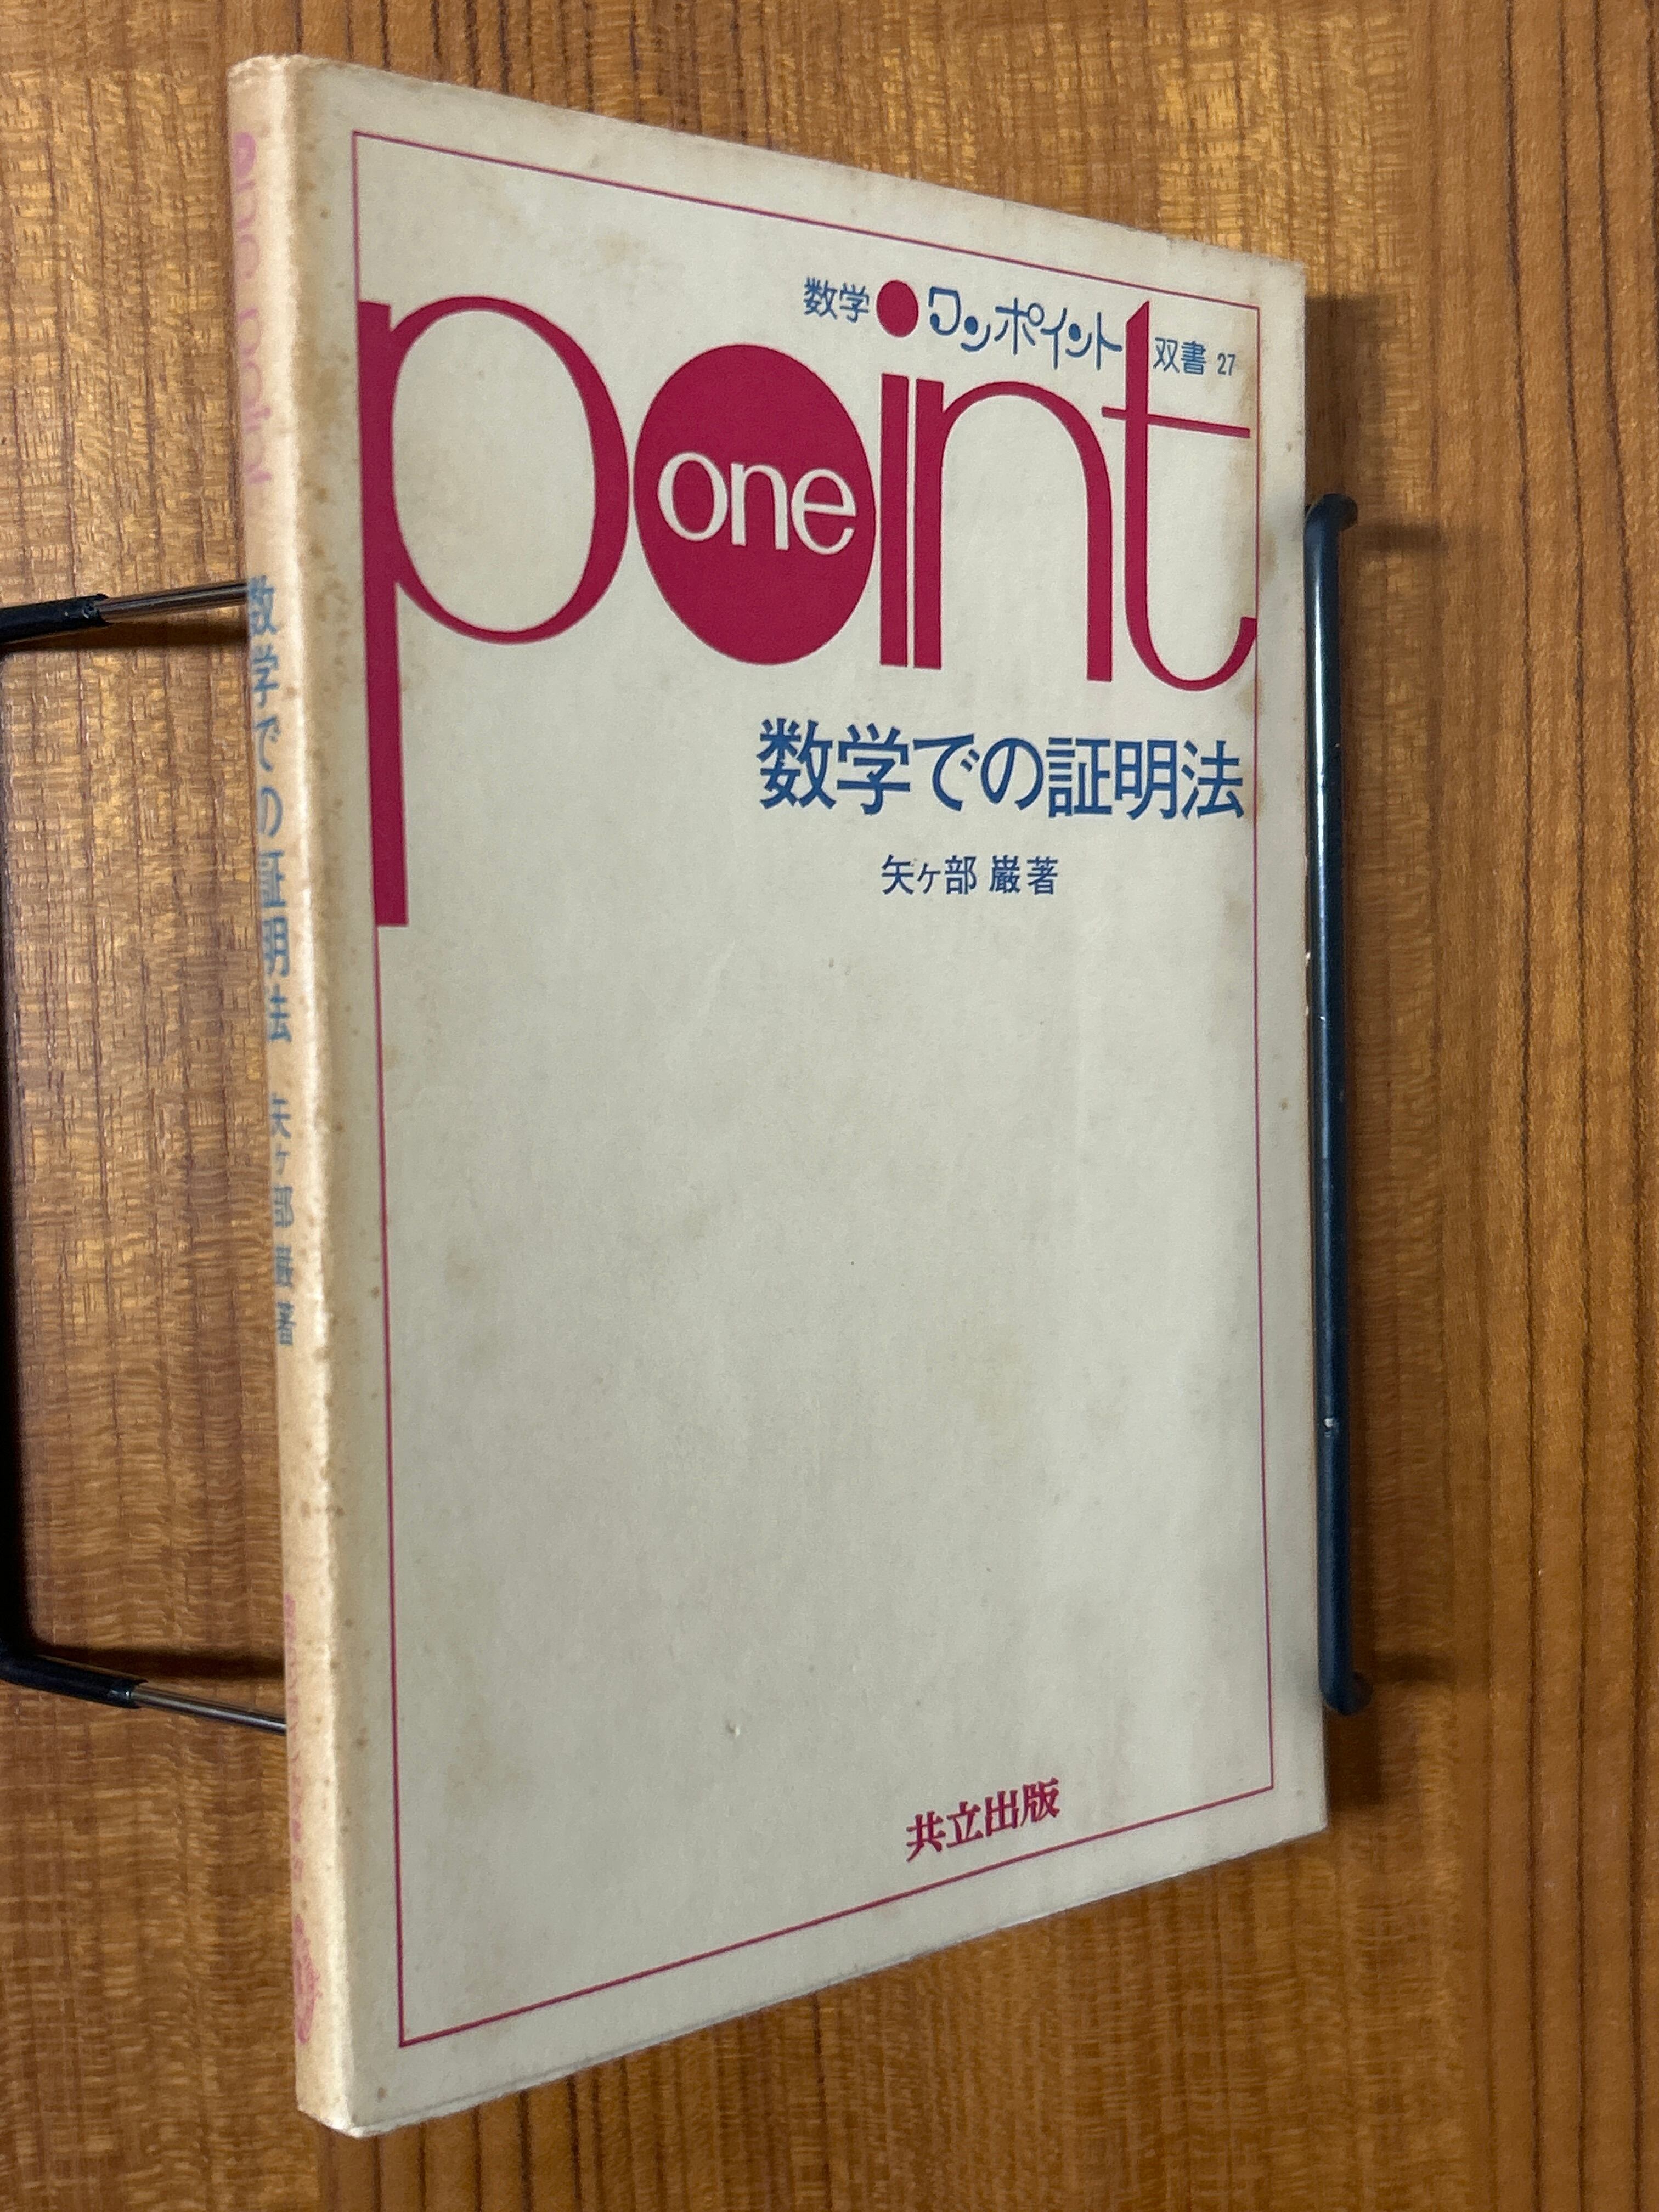 数学●ワンポイント双書 27
point
one
数学での証明法
矢ヶ部 巌著
共立出版
one point
数学での証明法 矢ヶ部 巌著